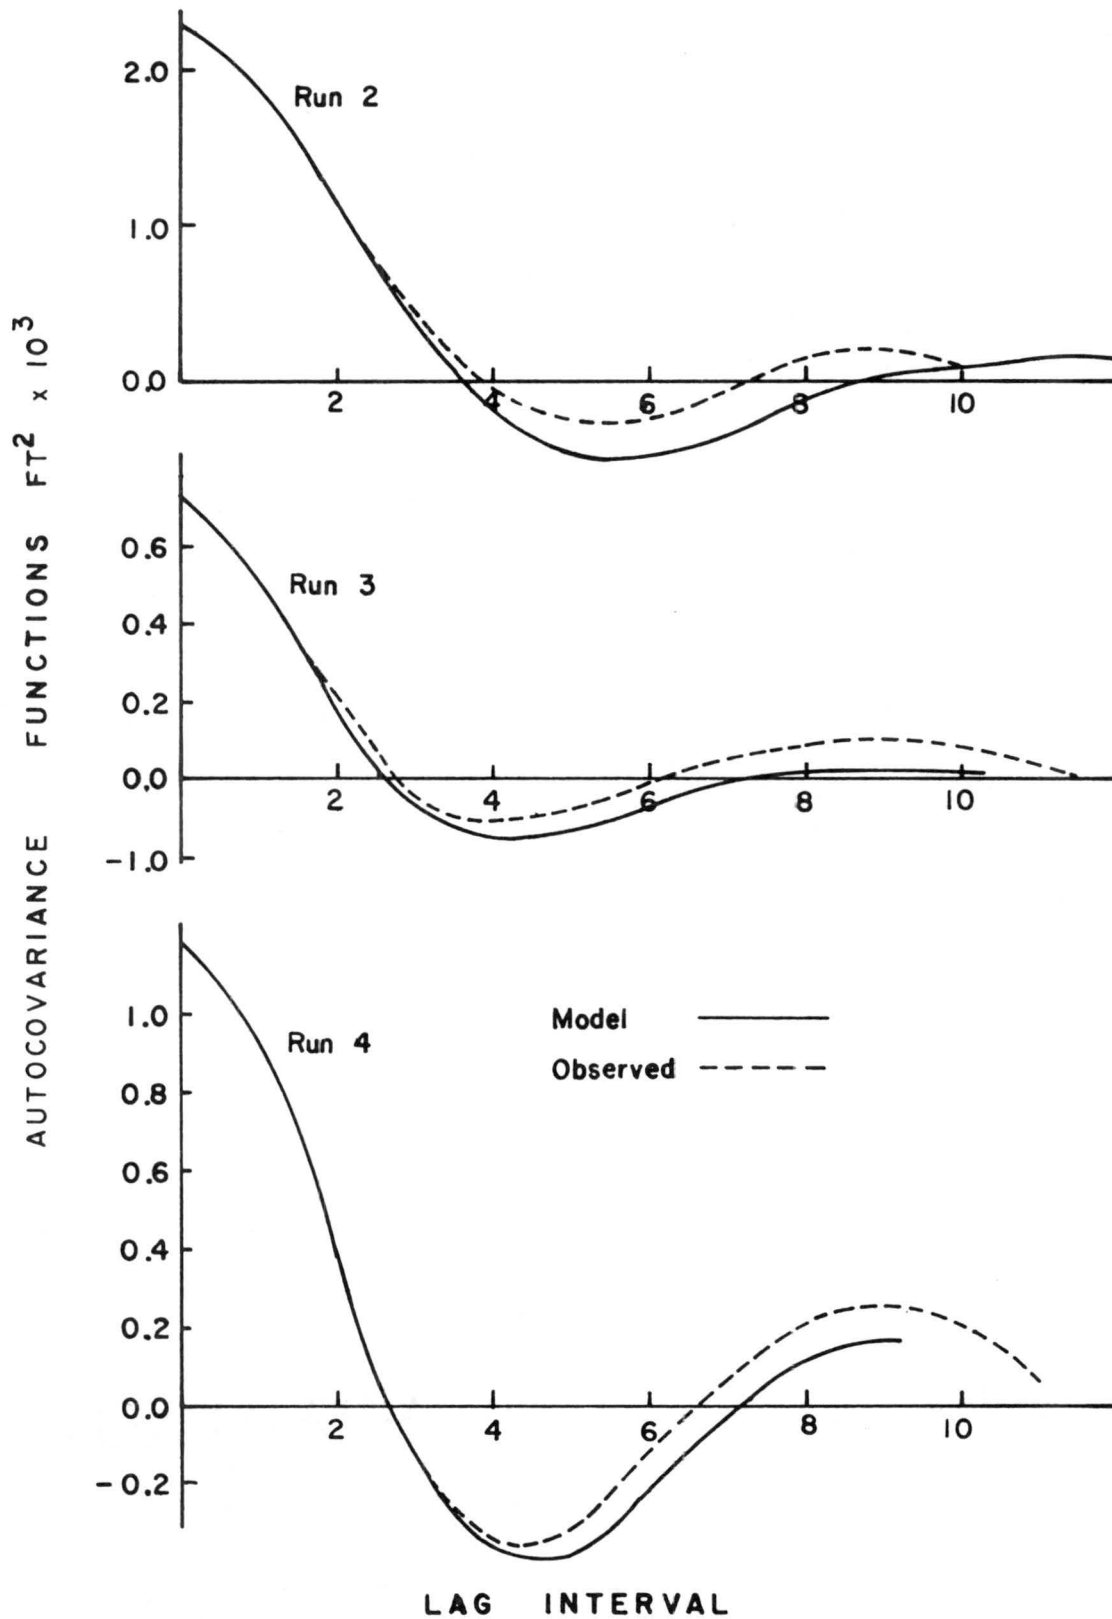 AUTOCOVARIANCE FUNCTIONS FT² x 10³
2.0
1.0
0.0
Run 2
2 4 6 8 10
0.6
0.4
0.2
0.0
-1.0
Run 3
2 4 6 8 10
1.0
0.8
0.6
0.4
0.2
0.0
-0.2
Run 4
Model
Observed
2 4 6 8 10
LAG INTERVAL